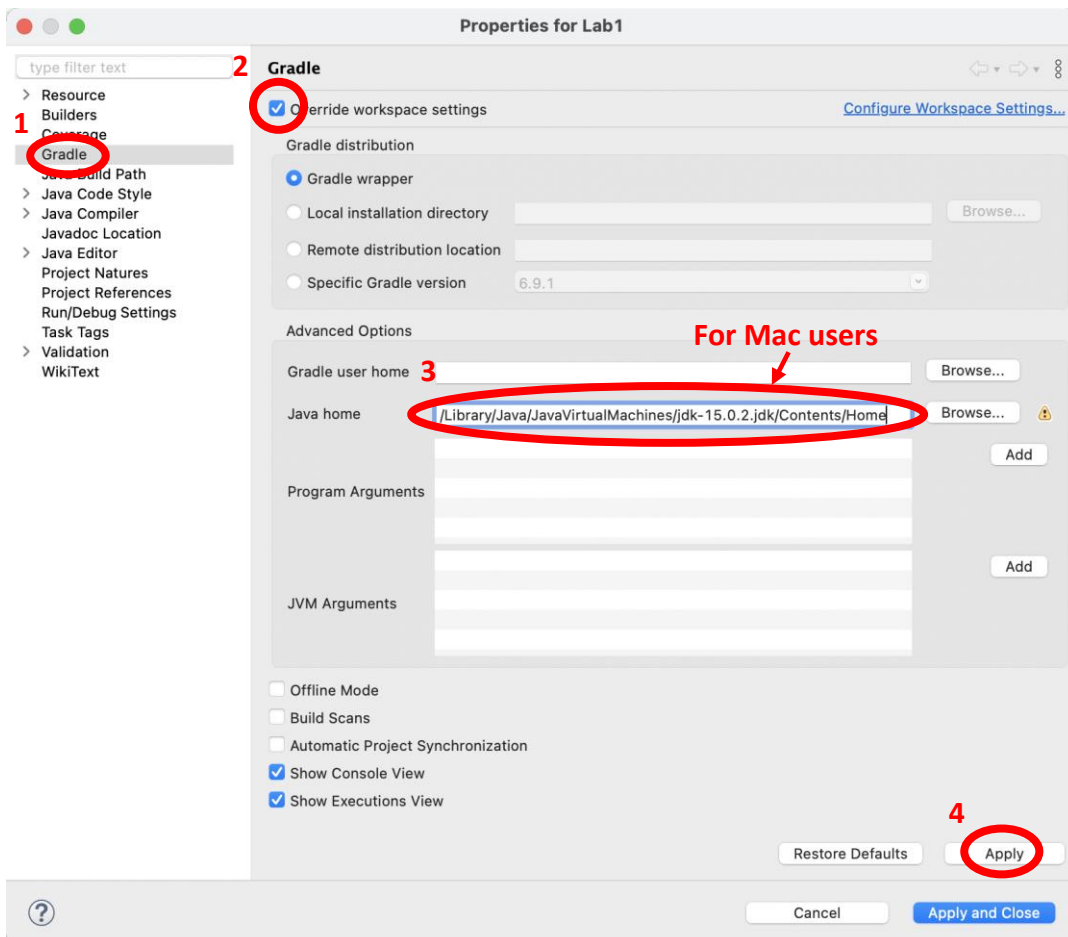 Properties for Lab1
type filter text
2
Gradle
Resource
Builders
1
Coverage
Gradle
Java Build Path
Java Code Style
Java Compiler
Javadoc Location
Java Editor
Project Natures
Project References
Run/Debug Settings
Task Tags
Validation
WikiText
Override workspace settings
Configure Workspace Settings...
Gradle distribution
Gradle wrapper
Local installation directory
Browse...
Remote distribution location
Specific Gradle version
6.9.1
Advanced Options
For Mac users
Gradle user home
3
Browse...
Java home
/Library/Java/JavaVirtualMachines/jdk-15.0.2.jdk/Contents/Home
Browse...
Add
Program Arguments
Add
JVM Arguments
Offline Mode
Build Scans
Automatic Project Synchronization
Show Console View
Show Executions View
4
Restore Defaults
Apply
?
Cancel
Apply and Close